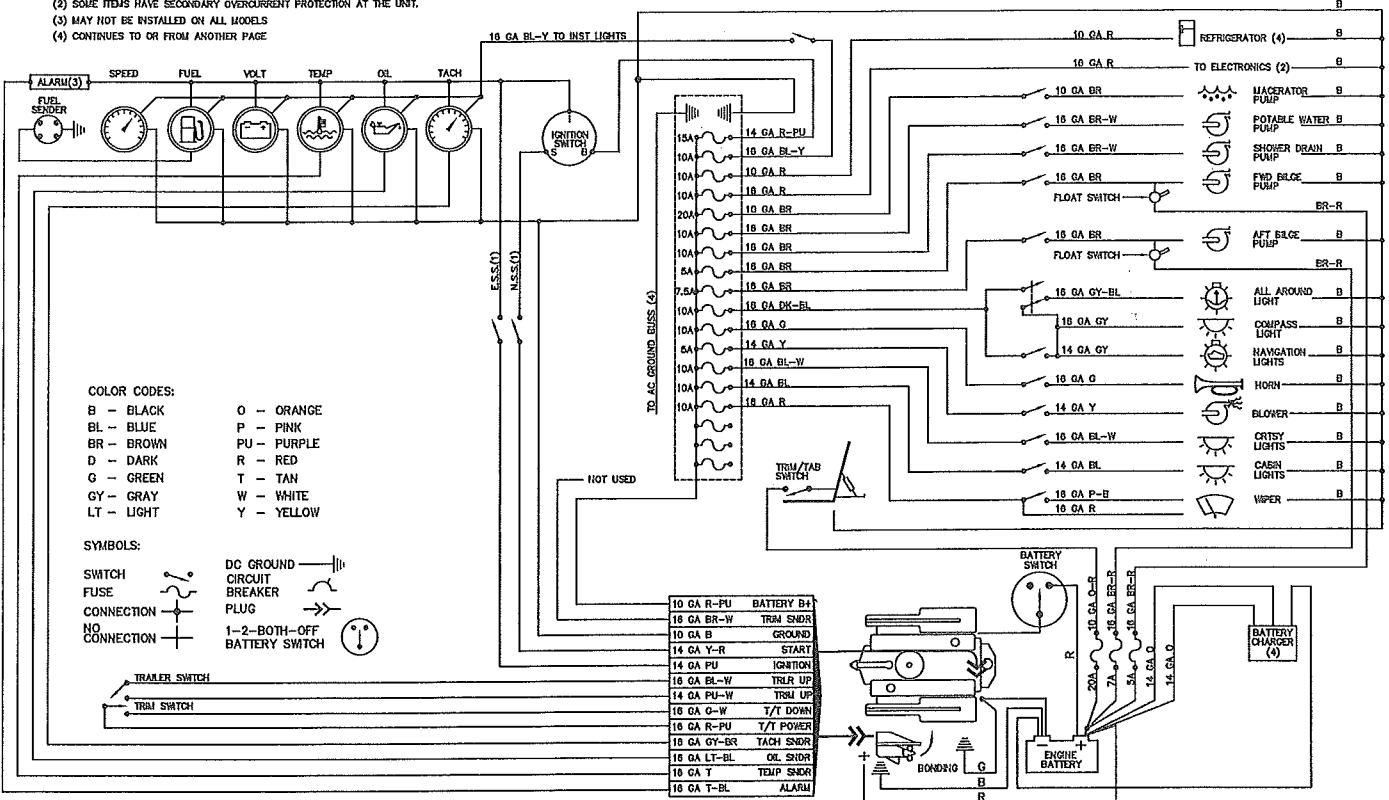 (2) SOME ITEMS HAVE SECONDARY OVERCURRENT PROTECTION AT THE UNIT.
(3) MAY NOT BE INSTALLED ON ALL MODELS
(4) CONTINUES TO OR FROM ANOTHER PAGE
16 GA BL-Y TO INST LIGHTS
ALARM(3)
SPEED
FUEL
VOLT
TEMP
OIL
TACH
FUEL
SENDER
IGNITION
SWITCH
S
B
E.S.S.(1)
N.S.S.(1)
TO AC GROUND BUSS (4)
15A
14 GA R-PU
10A
16 GA BL-Y
10A
10 GA R
10A
16 GA R
20A
10 GA BR
10A
16 GA BR
10A
16 GA BR
5A
16 GA BR
7.5A
16 GA BR
10A
16 GA DK-BL
10A
16 GA G
5A
14 GA Y
10A
16 GA BL-W
10A
14 GA BL
10A
16 GA R
10 GA R
REFRIGERATOR (4)
B
B
10 GA R
TO ELECTRONICS (2)
B
10 GA BR
MACERATOR
PUMP
B
16 GA BR-W
POTABLE WATER
PUMP
B
16 GA BR-W
SHOWER DRAIN
PUMP
B
16 GA BR
FWD BILGE
PUMP
B
FLOAT SWITCH
BR-R
16 GA BR
AFT BILGE
PUMP
B
FLOAT SWITCH
BR-R
16 GA GY-BL
ALL AROUND
LIGHT
B
16 GA GY
COMPASS
LIGHT
B
14 GA GY
NAVIGATION
LIGHTS
B
16 GA G
HORN
B
14 GA Y
BLOWER
B
16 GA BL-W
CRTSY
LIGHTS
B
14 GA BL
CABIN
LIGHTS
B
16 GA P-B
16 GA R
WIPER
B
COLOR CODES:
B – BLACK
BL – BLUE
BR – BROWN
D – DARK
G – GREEN
GY – GRAY
LT – LIGHT
O – ORANGE
P – PINK
PU – PURPLE
R – RED
T – TAN
W – WHITE
Y – YELLOW
SYMBOLS:
SWITCH
FUSE
CONNECTION
NO
CONNECTION
DC GROUND
CIRCUIT
BREAKER
PLUG
1-2-BOTH-OFF
BATTERY SWITCH
NOT USED
TRIM/TAB
SWITCH
BATTERY
SWITCH
10 GA R-PU BATTERY B+
16 GA BR-W TRIM SNDR
10 GA B GROUND
14 GA Y-R START
14 GA PU IGNITION
16 GA BL-W TRLR UP
14 GA PU-W TRIM UP
16 GA G-W T/T DOWN
16 GA R-PU T/T POWER
16 GA GY-BR TACH SNDR
16 GA LT-BL OIL SNDR
16 GA T TEMP SNDR
16 GA T-BL ALARM
TRAILER SWITCH
TRIM SWITCH
R
10 GA O-R
16 GA BR-R
16 GA BR-R
14 GA O
14 GA O
20A
7A
5A
BATTERY
CHARGER
(4)
– +
ENGINE
BATTERY
BONDING
+
G
B
R